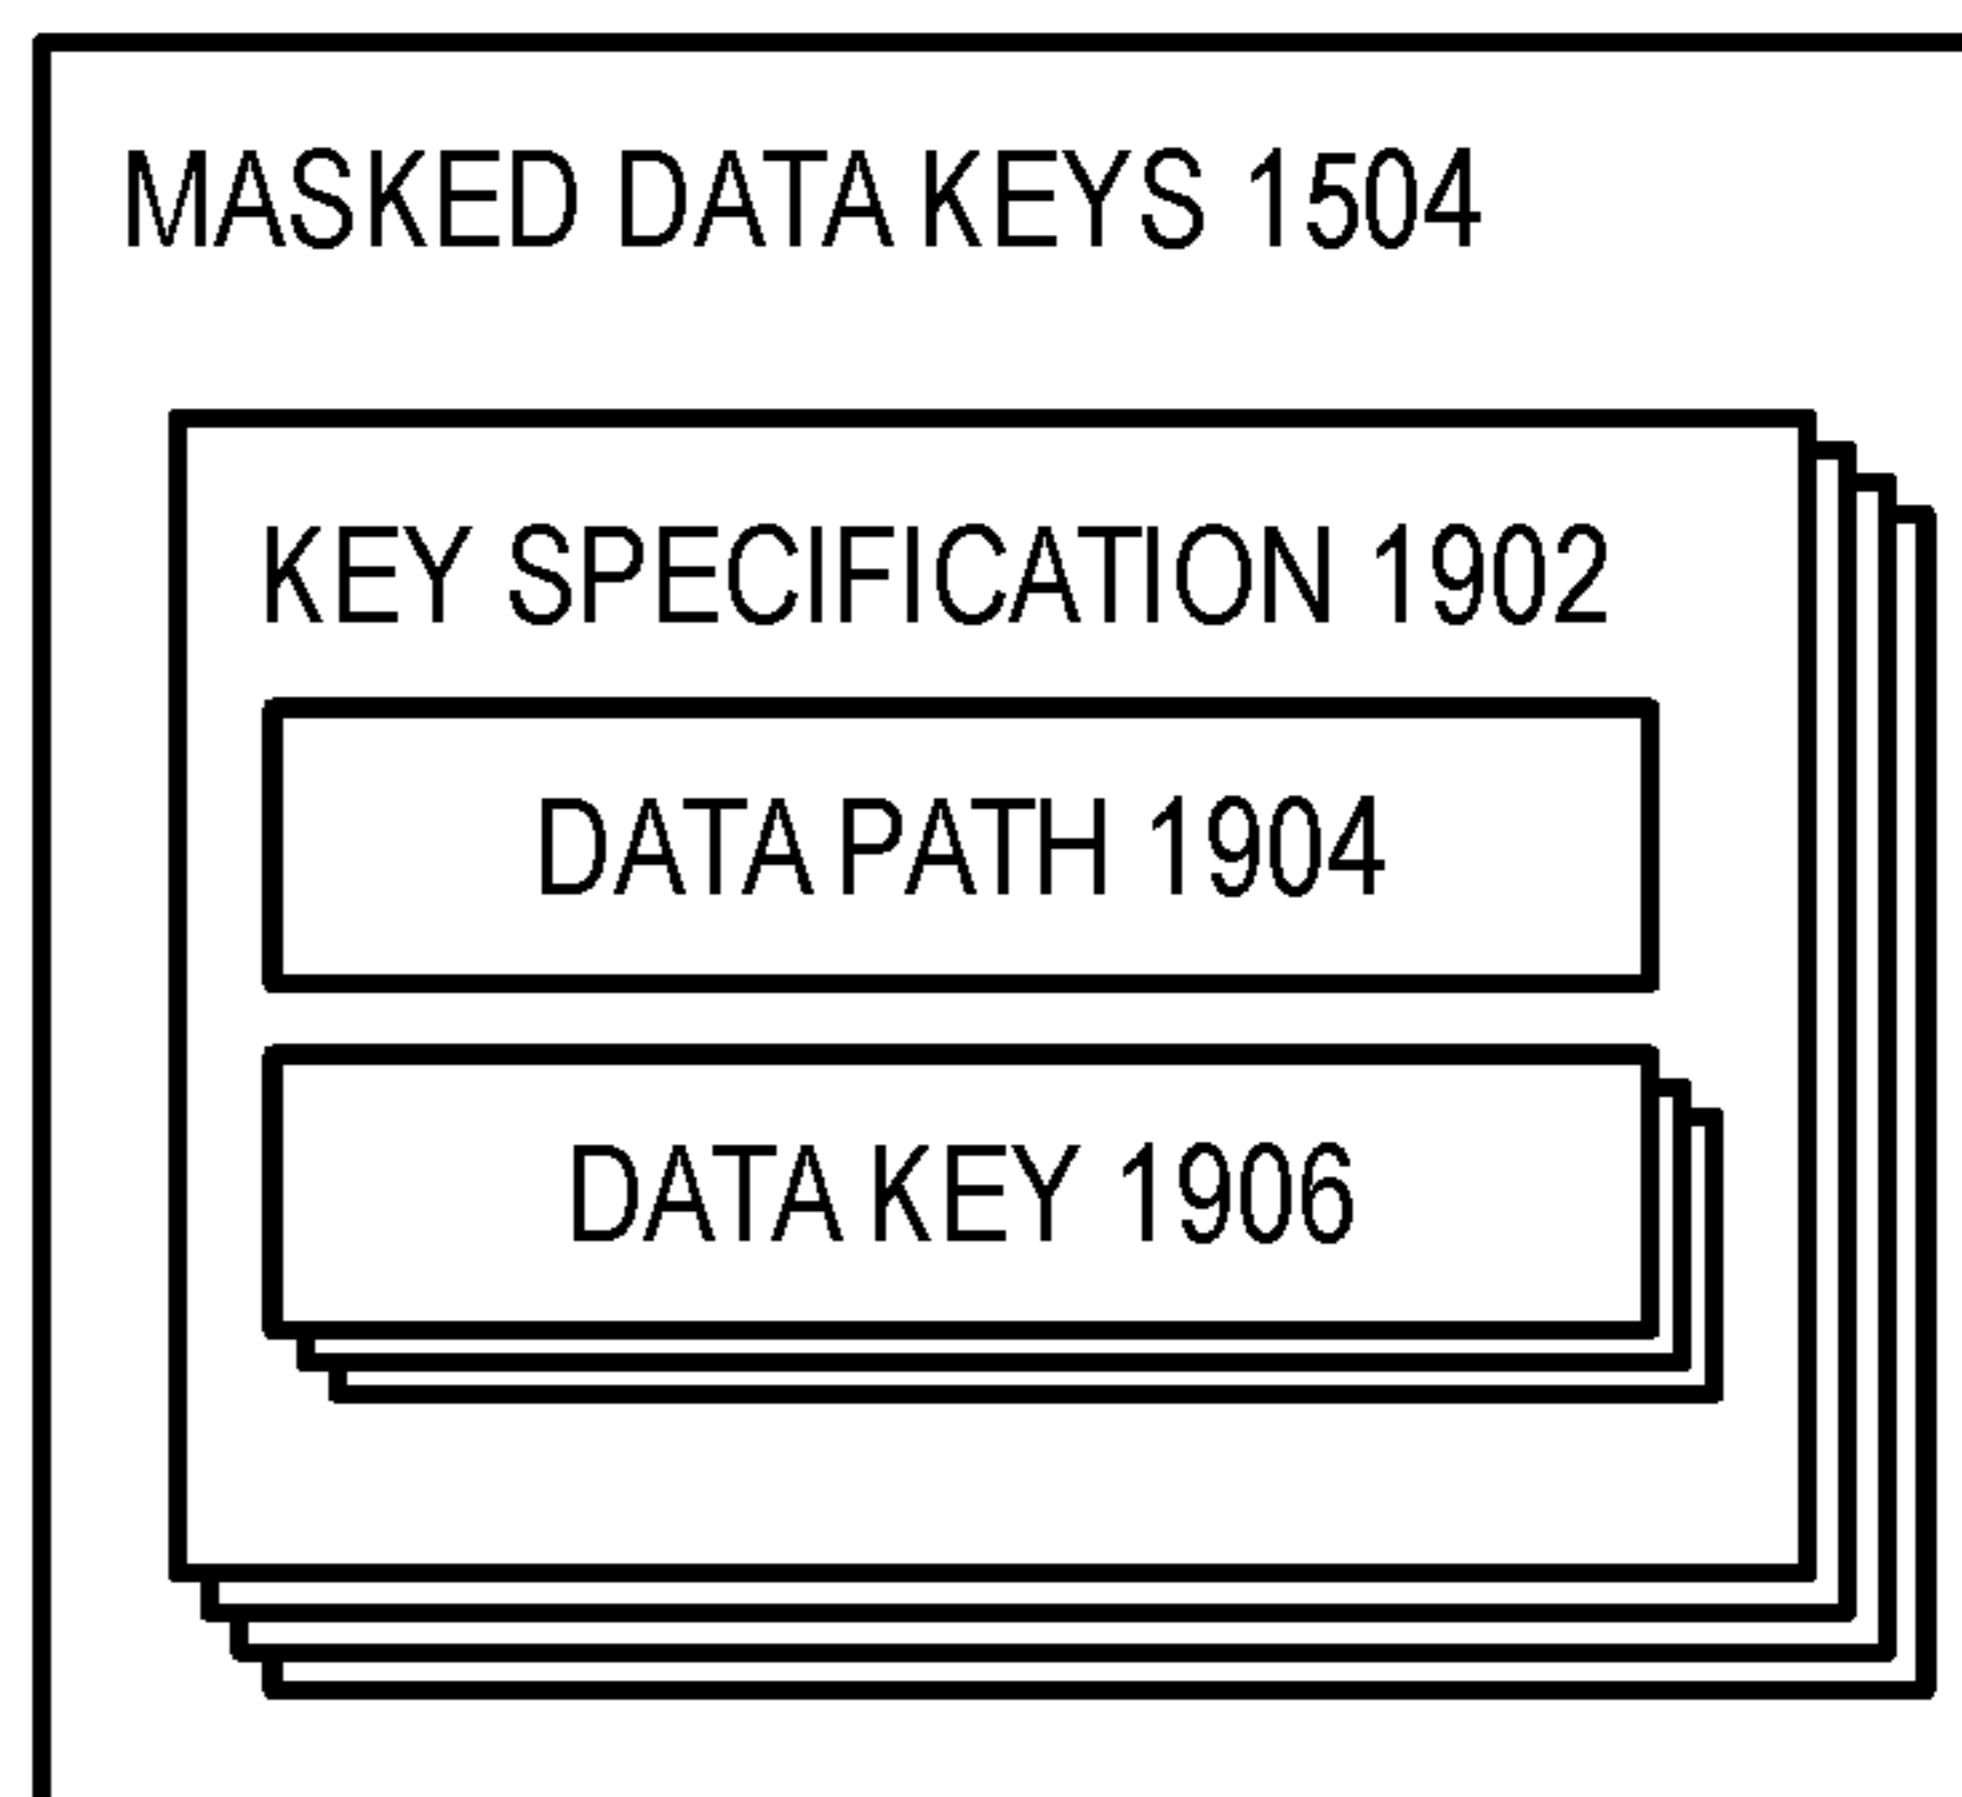 MASKED DATA KEYS 1504
KEY SPECIFICATION 1902
DATA PATH 1904
DATA KEY 1906